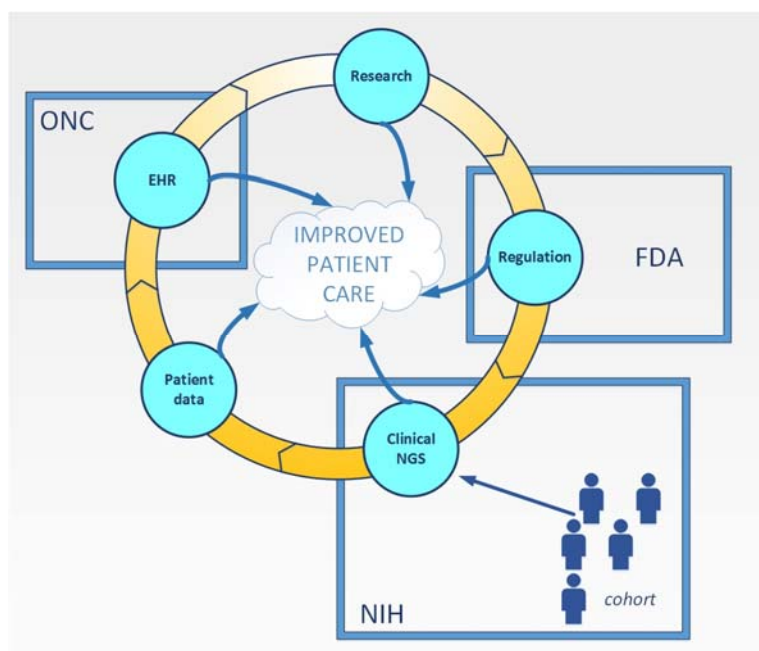 Research
ONC
EHR
IMPROVED
PATIENT
CARE
Regulation
FDA
Patient
data
Clinical
NGS
cohort
NIH